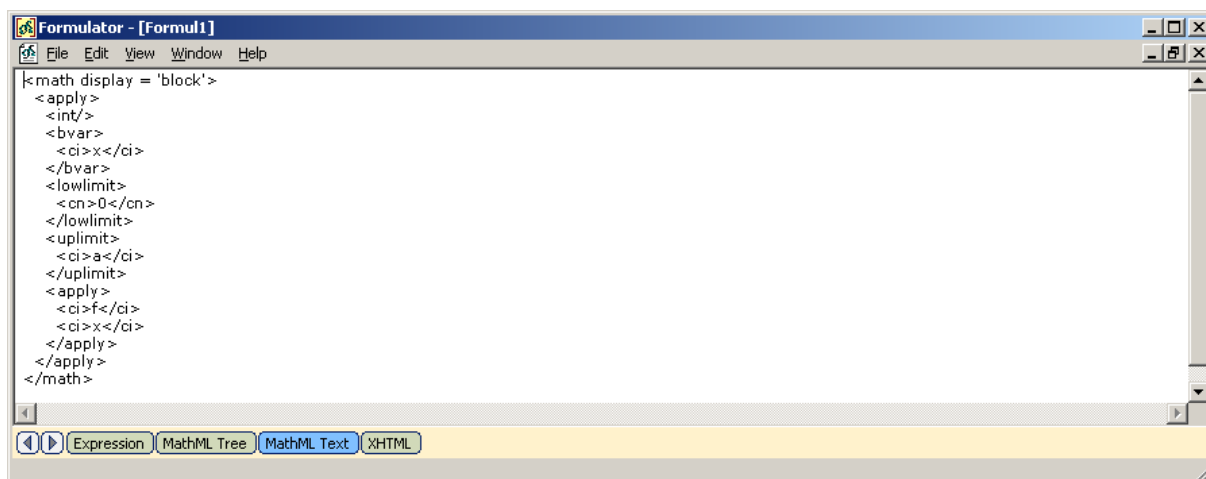 Formulator - [Formul1]
File Edit View Window Help
<math display = 'block'>
<apply>
<int/>
<bvar>
<ci>x</ci>
</bvar>
<lowlimit>
<cn>0</cn>
</lowlimit>
<uplimit>
<ci>a</ci>
</uplimit>
<apply>
<ci>f</ci>
<ci>x</ci>
</apply>
</apply>
</math>
Expression MathML Tree MathML Text XHTML